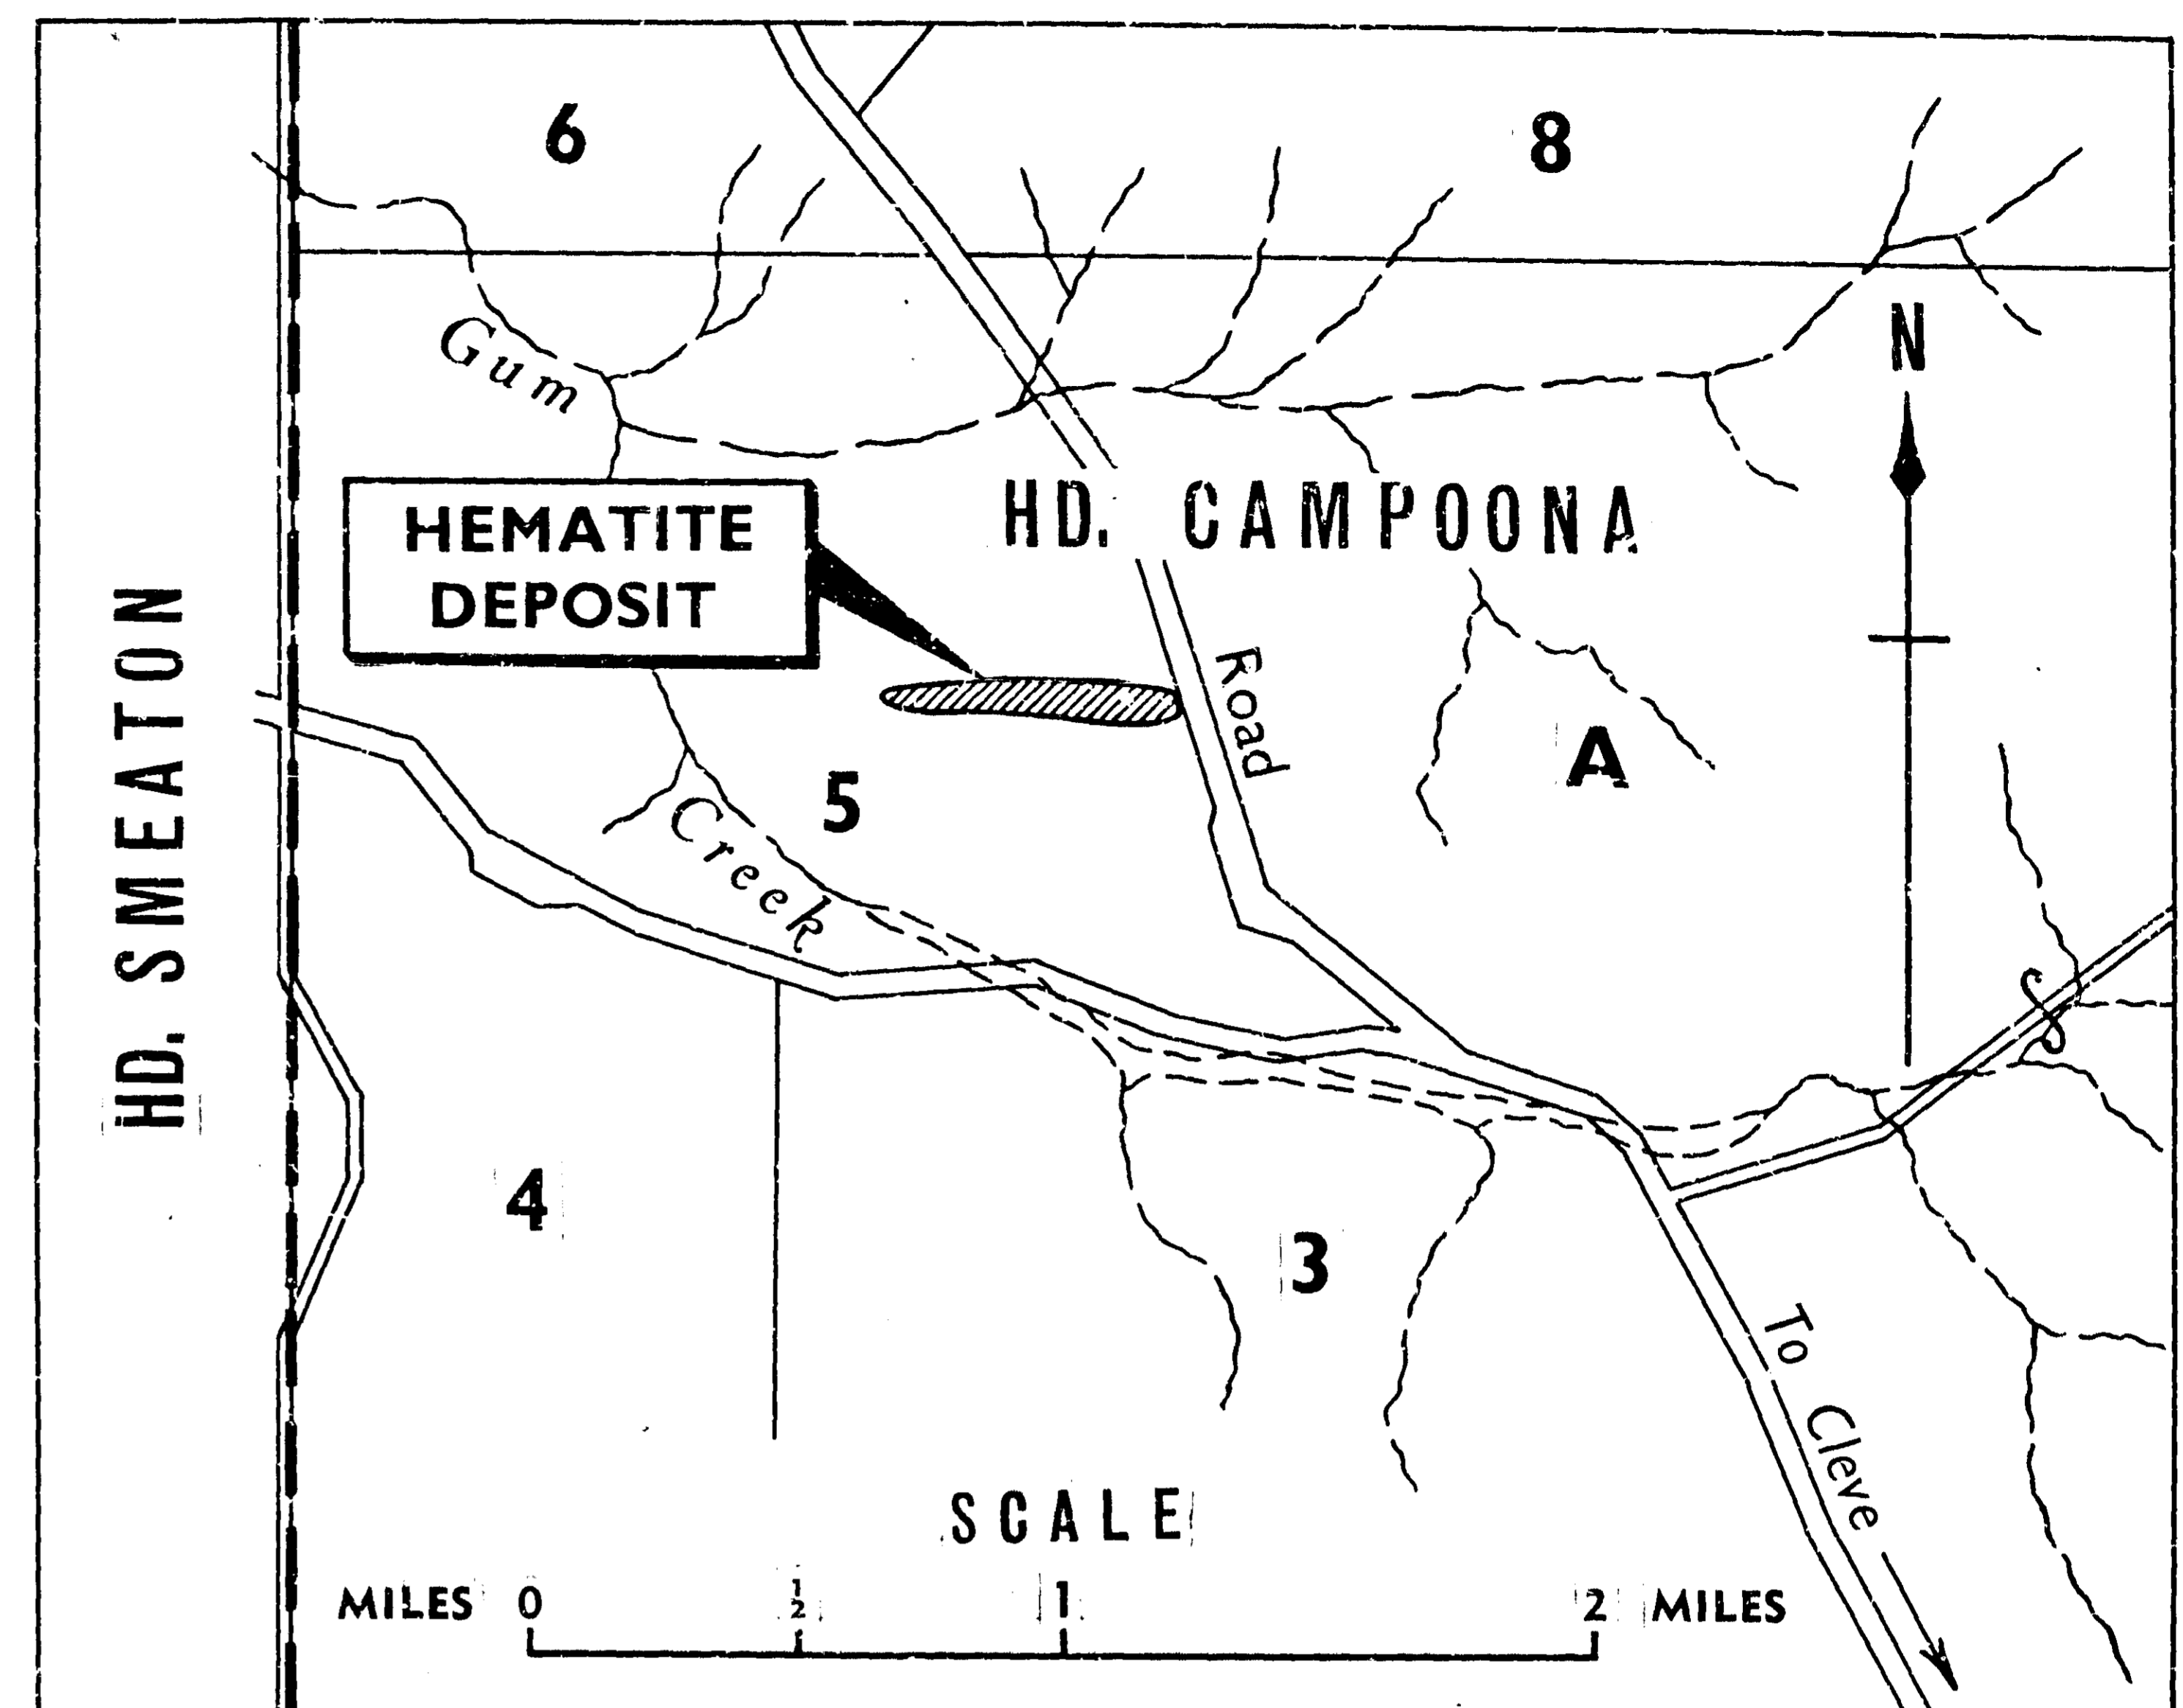 6
8
N
Gum
HEMATITE
DEPOSIT
HD. CAMPOONA
Road
HD. SMEATON
A
5
Creek
4
3
To Cleve
SCALE
MILES 0 1/2 1 2 MILES